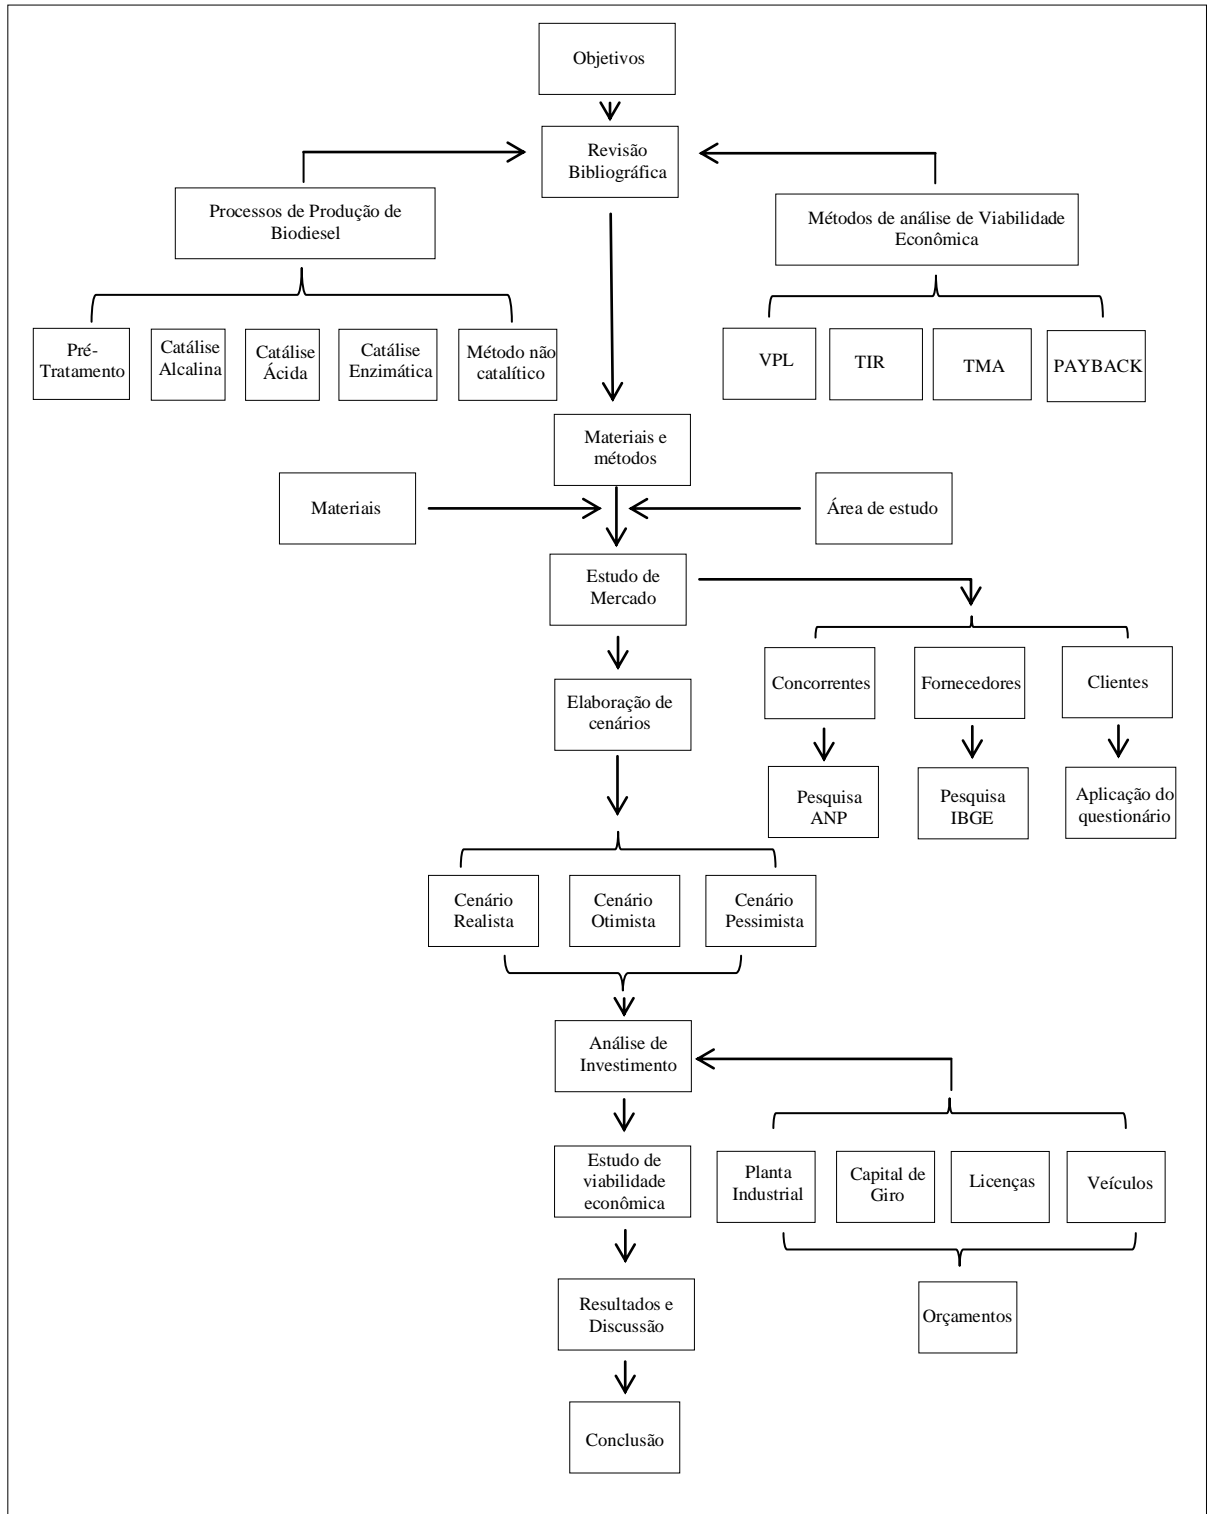 Objetivos
Revisão
Bibliográfica
Processos de Produção de
Biodiesel
Métodos de análise de Viabilidade
Econômica
Pré-
Tratamento
Catálise
Alcalina
Catálise
Ácida
Catálise
Enzimática
Método não
catalítico
VPL
TIR
TMA
PAYBACK
Materiais e
métodos
Materiais
Área de estudo
Estudo de
Mercado
Concorrentes
Fornecedores
Clientes
Elaboração de
cenários
Pesquisa
ANP
Pesquisa
IBGE
Aplicação do
questionário
Cenário
Realista
Cenário
Otimista
Cenário
Pessimista
Análise de
Investimento
Estudo de
viabilidade
econômica
Planta
Industrial
Capital de
Giro
Licenças
Veículos
Resultados e
Discussão
Orçamentos
Conclusão